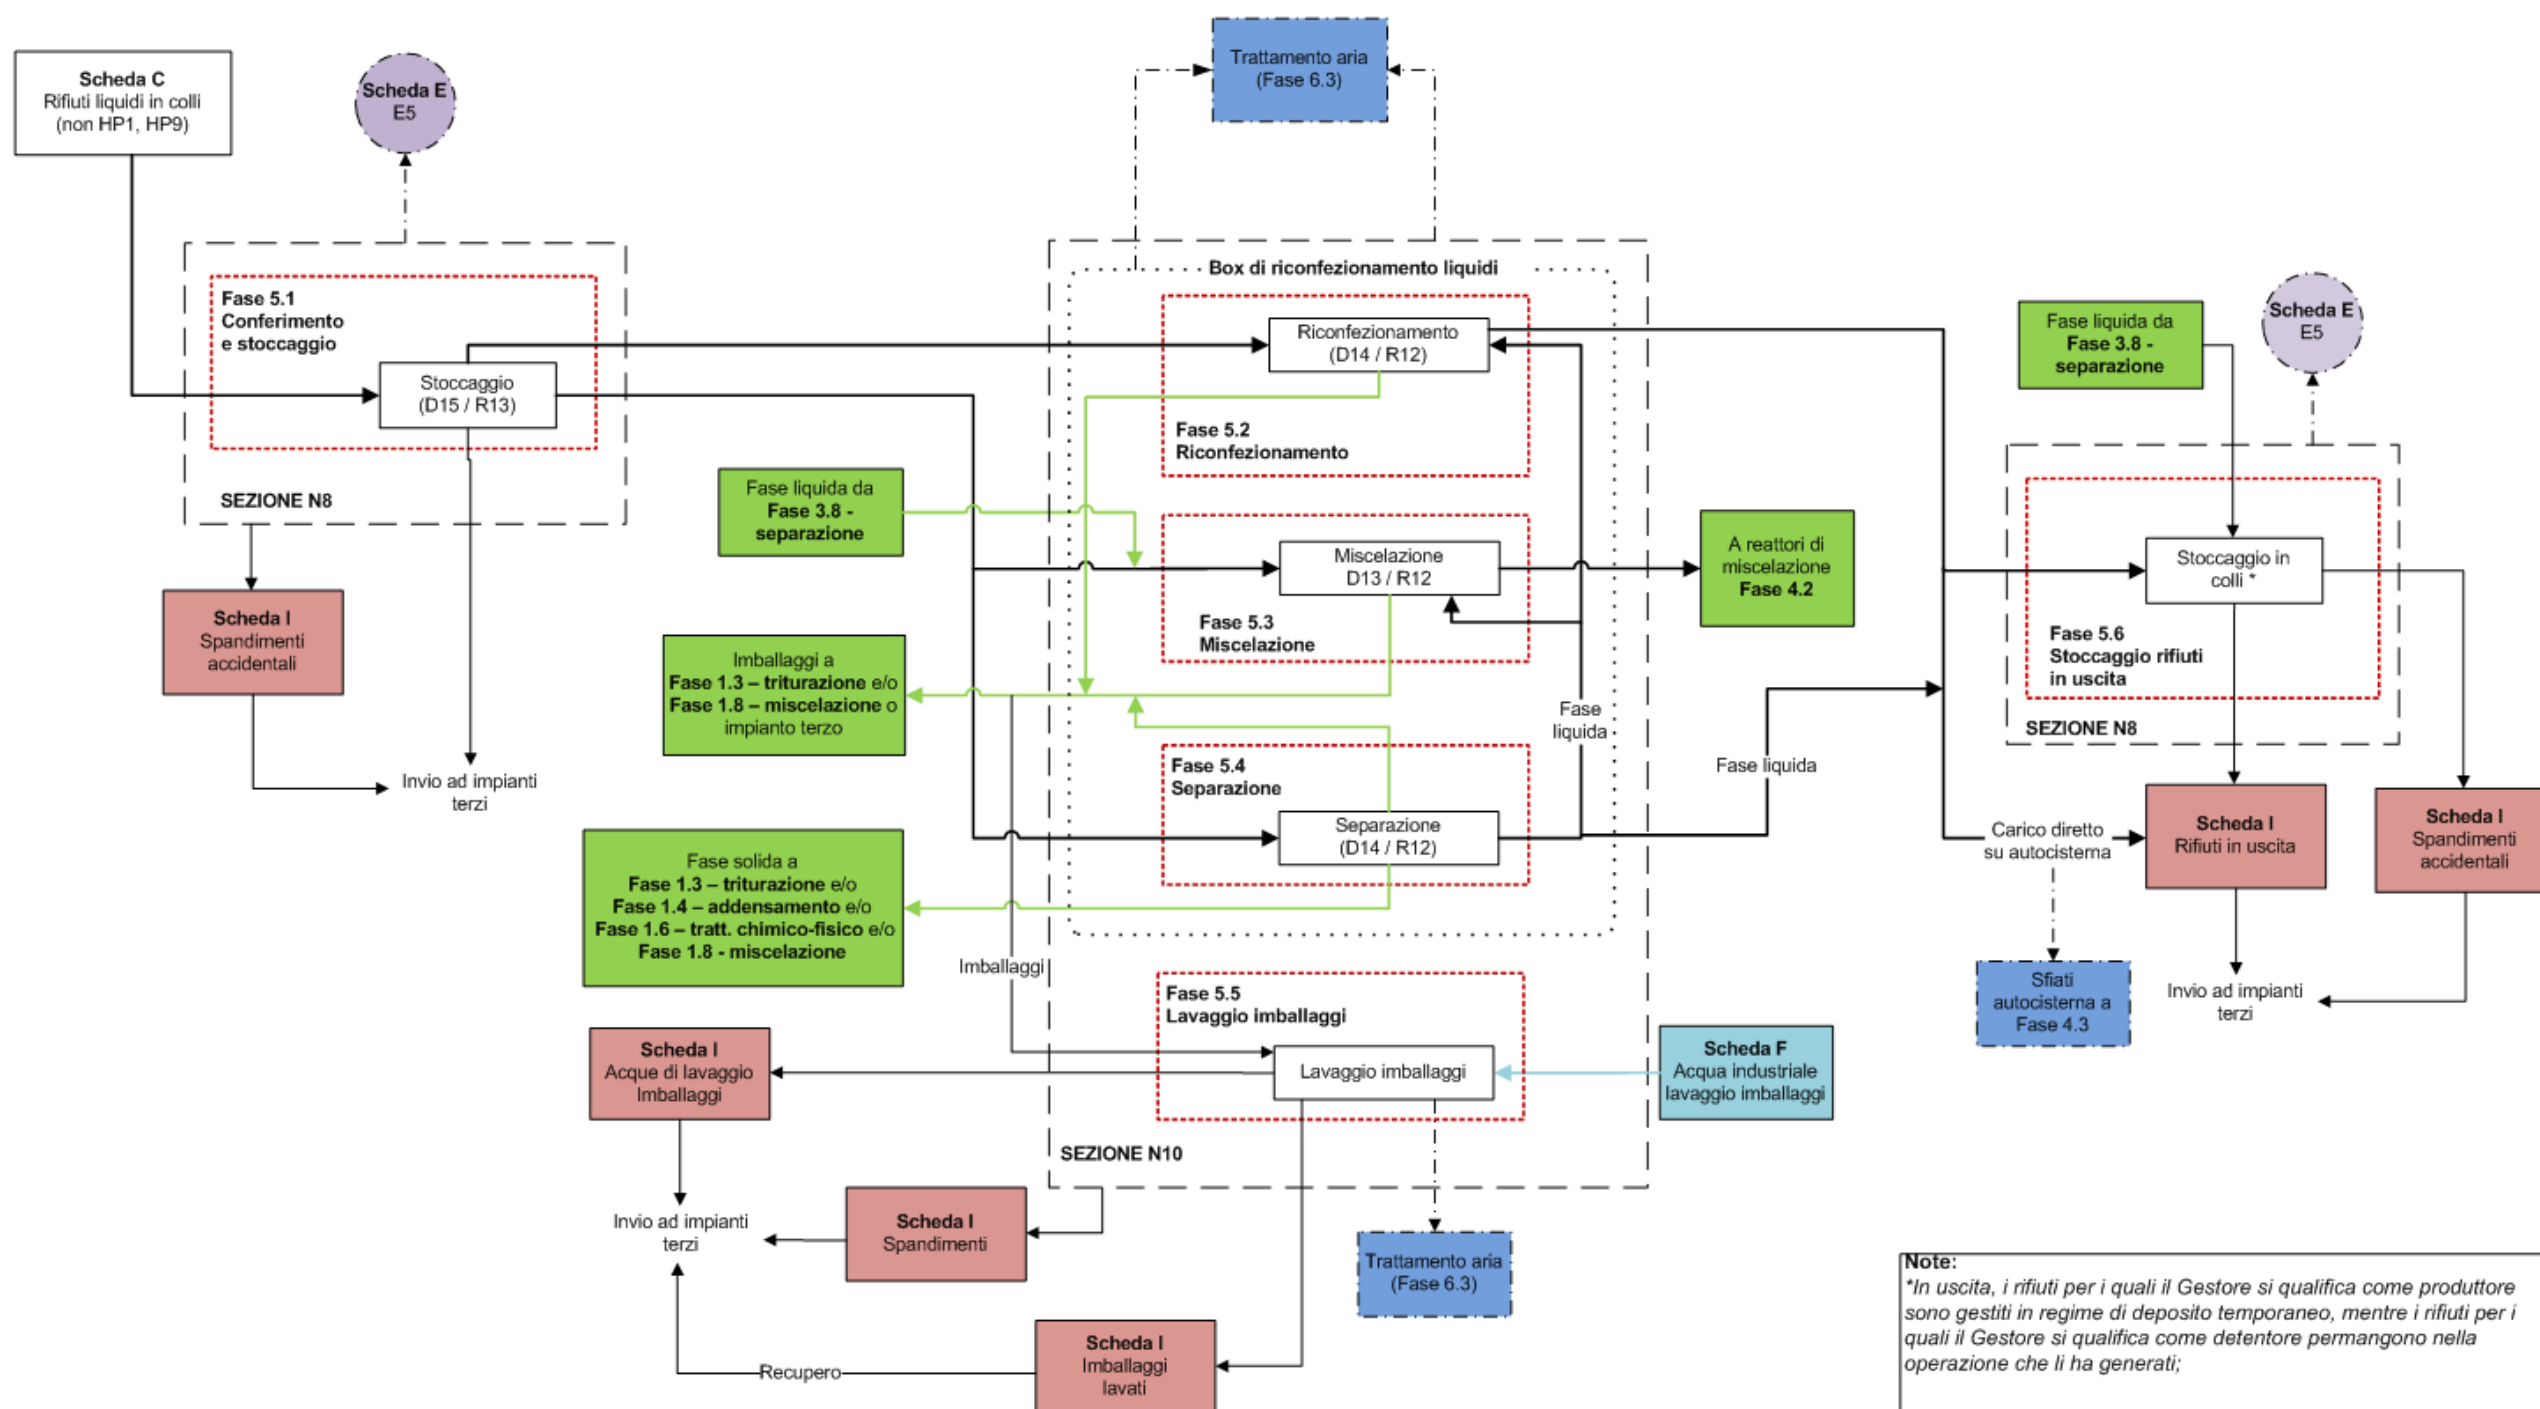 Trattamento aria
(Fase 6.3)
Scheda C
Rifiuti liquidi in colli
(non HP1, HP9)
Scheda E
E5
Box di riconfezionamento liquidi
Fase 5.1
Conferimento
e stoccaggio
Stoccaggio
(D15 / R13)
SEZIONE N8
Scheda I
Spandimenti
accidentali
Invio ad impianti
terzi
Riconfezionamento
(D14 / R12)
Fase 5.2
Riconfezionamento
Fase liquida da
Fase 3.8 -
separazione
Miscelazione
D13 / R12
Fase 5.3
Miscelazione
A reattori di
miscelazione
Fase 4.2
Imballaggi a
Fase 1.3 – triturazione e/o
Fase 1.8 – miscelazione o
impianto terzo
Fase
liquida
Fase liquida
Fase 5.4
Separazione
Separazione
(D14 / R12)
Fase solida a
Fase 1.3 – triturazione e/o
Fase 1.4 – addensamento e/o
Fase 1.6 – tratt. chimico-fisico e/o
Fase 1.8 - miscelazione
Imballaggi
Fase 5.5
Lavaggio imballaggi
Lavaggio imballaggi
Scheda F
Acqua industriale
lavaggio imballaggi
Scheda I
Acque di lavaggio
Imballaggi
SEZIONE N10
Invio ad impianti
terzi
Scheda I
Spandimenti
Trattamento aria
(Fase 6.3)
Scheda I
Imballaggi
lavati
Recupero
Fase liquida da
Fase 3.8 -
separazione
Scheda E
E5
Stoccaggio in
colli *
Fase 5.6
Stoccaggio rifiuti
in uscita
SEZIONE N8
Carico diretto
su autocisterna
Scheda I
Rifiuti in uscita
Scheda I
Spandimenti
accidentali
Sfiati
autocisterna a
Fase 4.3
Invio ad impianti
terzi
Note:
*In uscita, i rifiuti per i quali il Gestore si qualifica come produttore
sono gestiti in regime di deposito temporaneo, mentre i rifiuti per i
quali il Gestore si qualifica come detentore permangono nella
operazione che li ha generati;